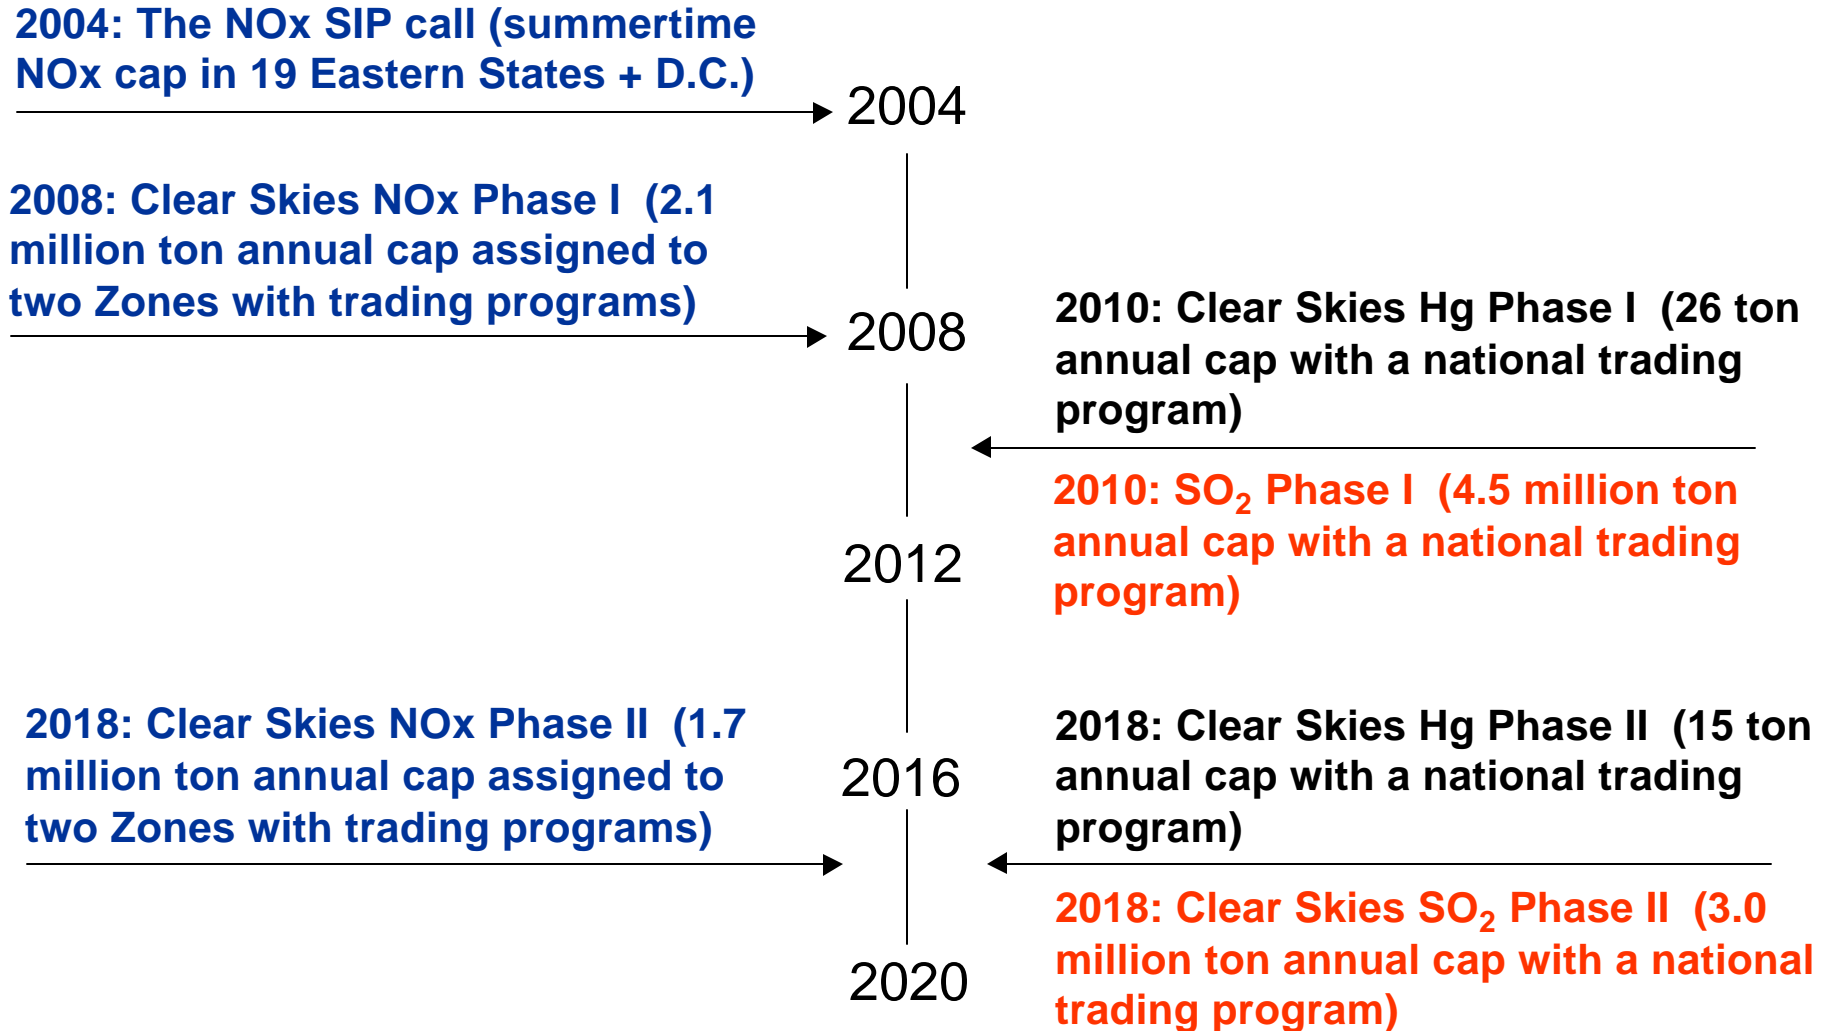 2004: The NOx SIP call (summertime
NOx cap in 19 Eastern States + D.C.)
2004
2008: Clear Skies NOx Phase I (2.1
million ton annual cap assigned to
two Zones with trading programs)
2008
2010: Clear Skies Hg Phase I (26 ton
annual cap with a national trading
program)
2010: SO₂ Phase I (4.5 million ton
annual cap with a national trading
program)
2012
2018: Clear Skies NOx Phase II (1.7
million ton annual cap assigned to
two Zones with trading programs)
2016
2018: Clear Skies Hg Phase II (15 ton
annual cap with a national trading
program)
2018: Clear Skies SO₂ Phase II (3.0
million ton annual cap with a national
trading program)
2020